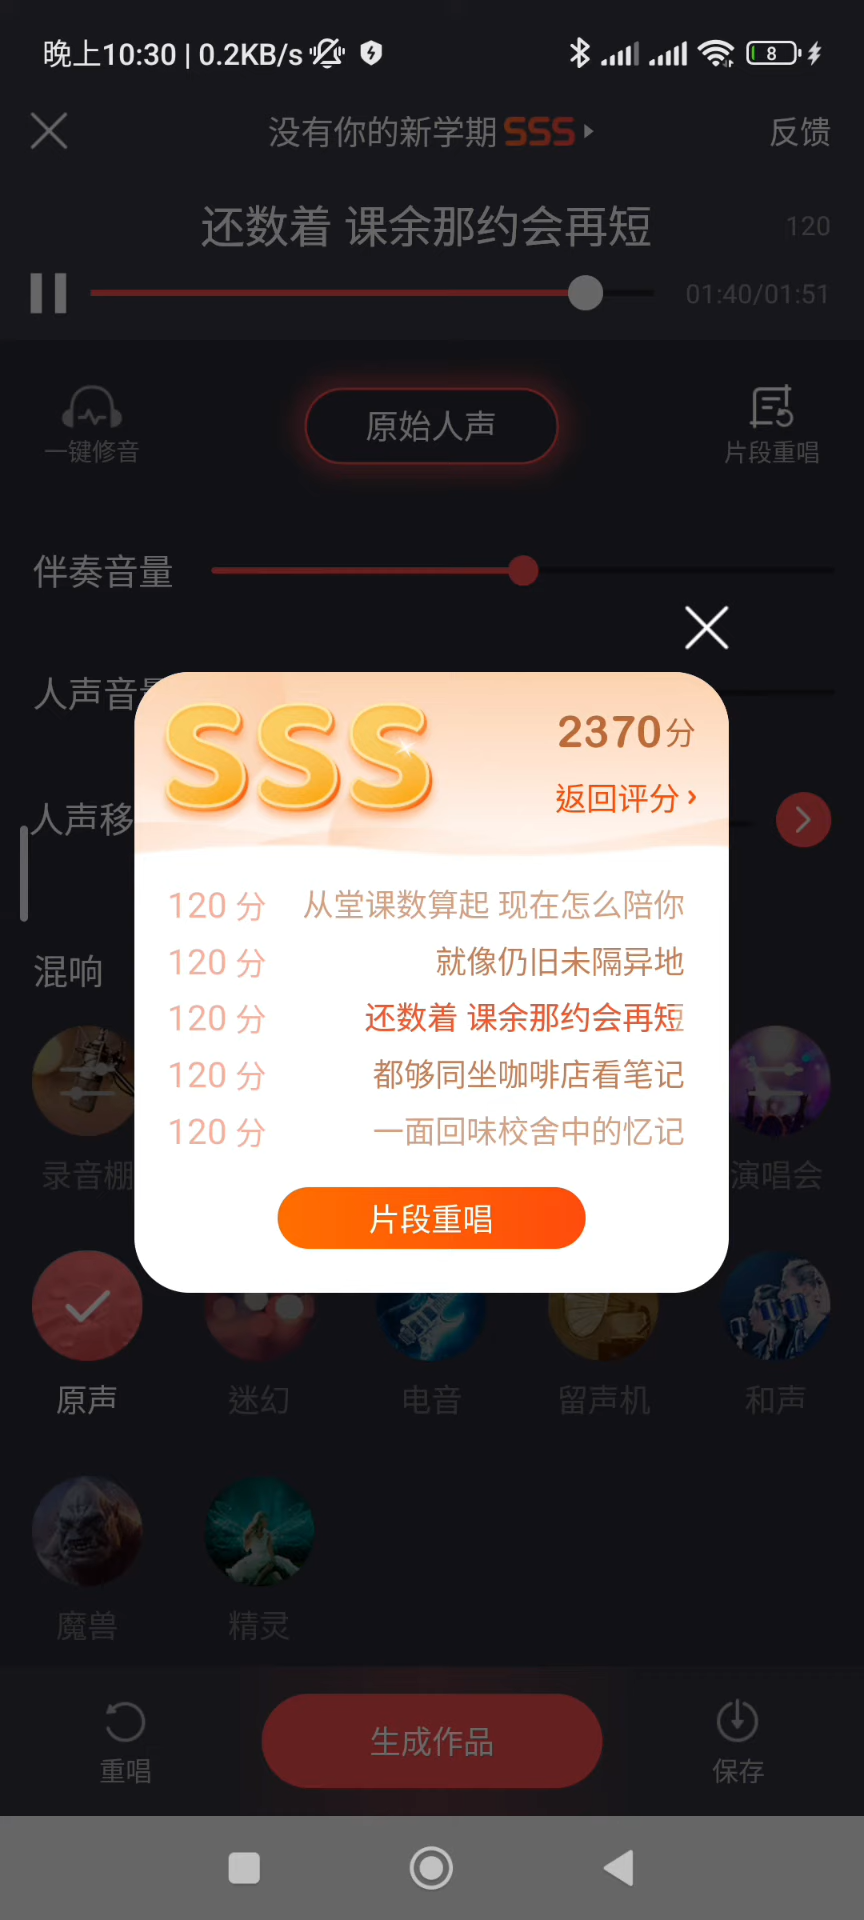 晚上10:30 | 0.2KB/s
8
没有你的新学期 SSS
反馈
还数着 课余那约会再短
120
01:40/01:51
一键修音
原始人声
片段重唱
伴奏音量
人声音量
人声移
SSS
2370分
返回评分
120 分 从堂课数算起 现在怎么陪你
120 分 就像仍旧未隔异地
120 分 还数着 课余那约会再短
120 分 都够同坐咖啡店看笔记
120 分 一面回味校舍中的忆记
片段重唱
混响
录音棚
演唱会
原声
迷幻
电音
留声机
和声
魔兽
精灵
重唱
生成作品
保存